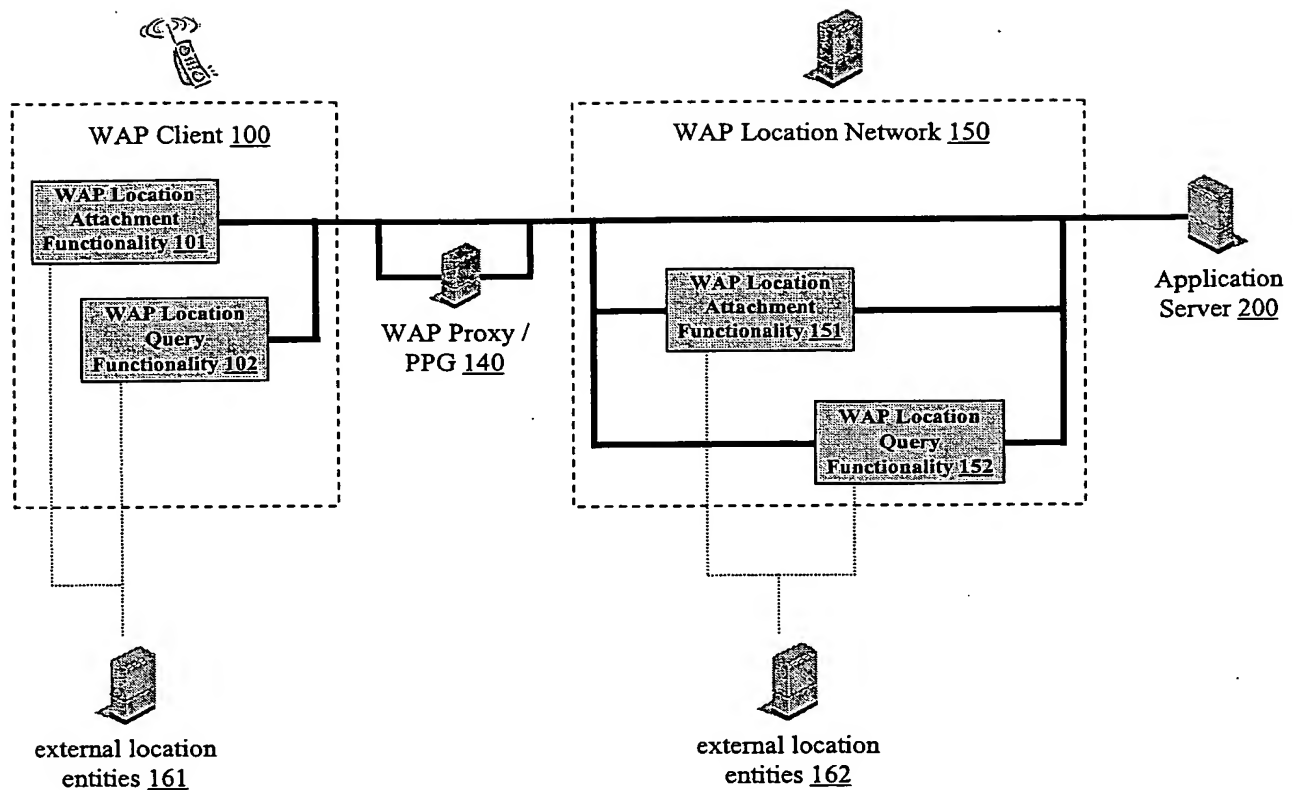 WAP Client 100
WAP Location
Attachment
Functionality 101
WAP Location
Query
Functionality 102
WAP Proxy /
PPG 140
WAP Location Network 150
WAP Location
Attachment
Functionality 151
WAP Location
Query
Functionality 152
Application
Server 200
external location
entities 161
external location
entities 162